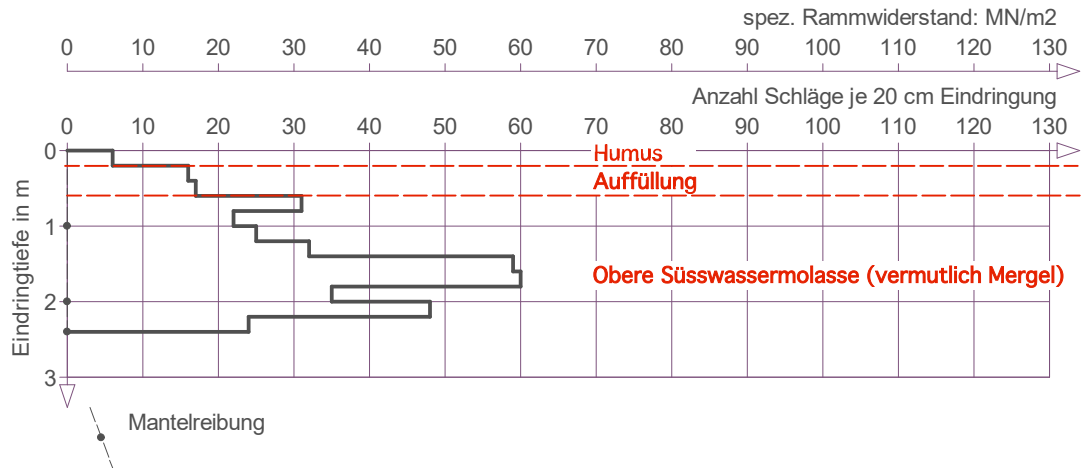 spez. Rammwiderstand: MN/m2
0 10 20 30 40 50 60 70 80 90 100 110 120 130
Anzahl Schläge je 20 cm Eindringung
0 10 20 30 40 50 60 70 80 90 100 110 120 130
0
Humus
Auffüllung
1
Eindringtiefe in m
Obere Süsswassermolasse (vermutlich Mergel)
2
3
Mantelreibung